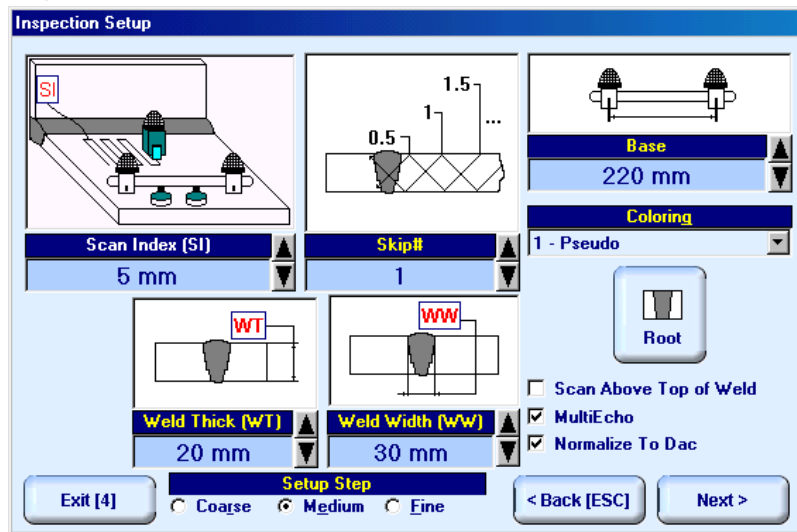 Inspection Setup
SI
Scan Index (SI)
5 mm
0.5
1
1.5
...
Skip#
1
Base
220 mm
Coloring
1 - Pseudo
Root
WT
Weld Thick (WT)
20 mm
WW
Weld Width (WW)
30 mm
Scan Above Top of Weld
MultiEcho
Normalize To Dac
Setup Step
Coarse Medium Fine
Exit [4]
< Back [ESC]
Next >